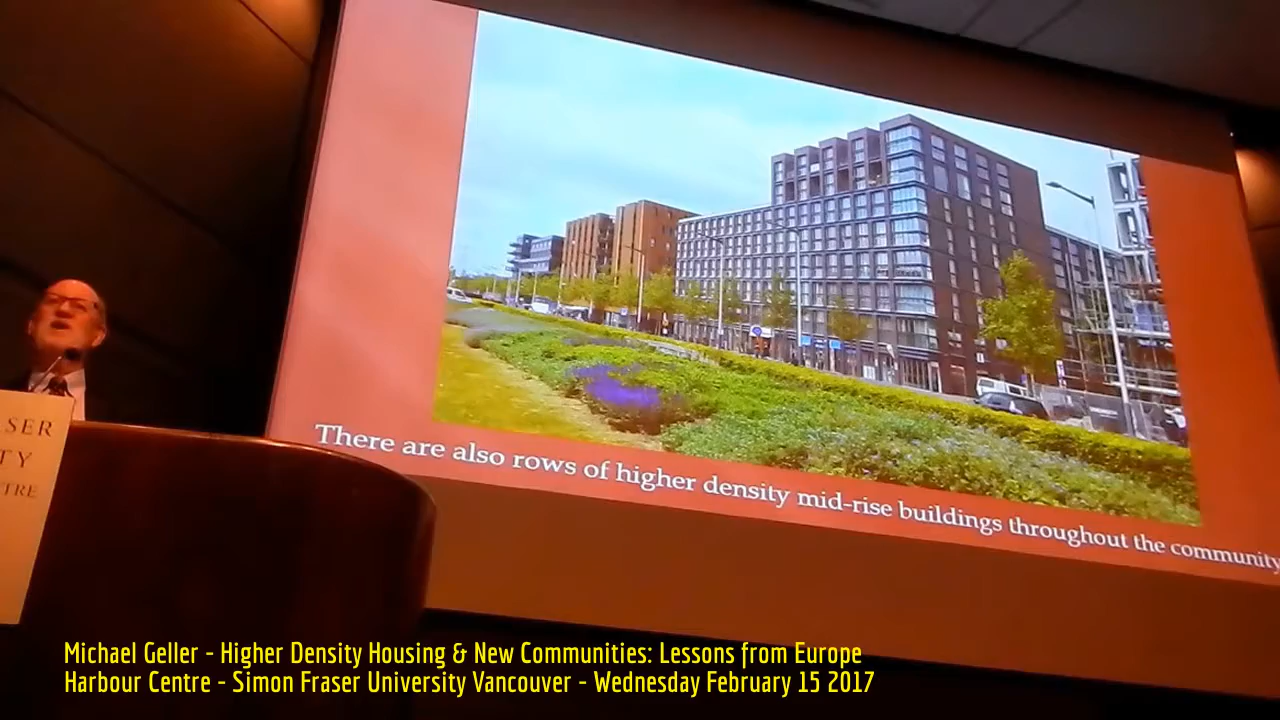 There are also rows of higher density mid-rise buildings throughout the community
SER
TY
TRE
Michael Geller - Higher Density Housing & New Communities: Lessons from Europe
Harbour Centre - Simon Fraser University Vancouver - Wednesday February 15 2017